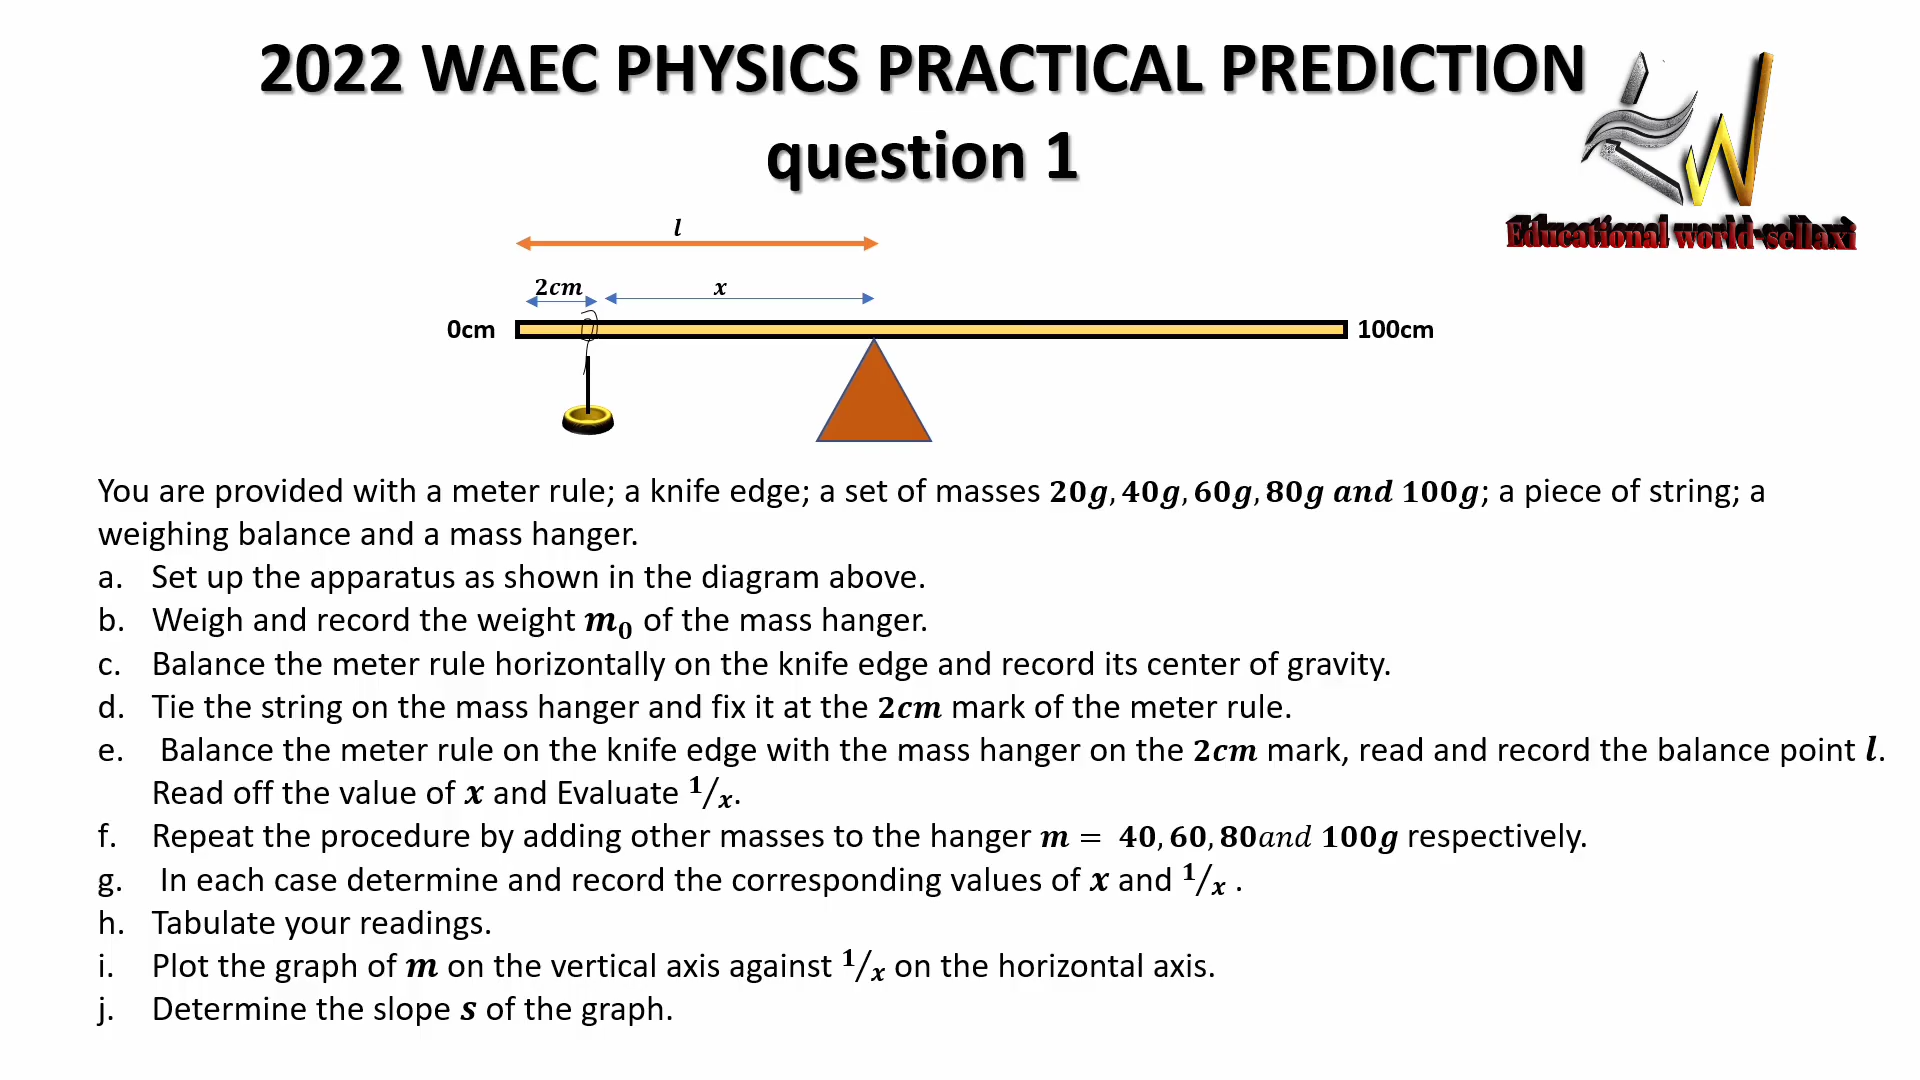 2022 WAEC PHYSICS PRACTICAL PREDICTION
question 1
Educational world-sellaxi
l
2cm
x
0cm
100cm
You are provided with a meter rule; a knife edge; a set of masses 20g, 40g, 60g, 80g and 100g; a piece of string; a
weighing balance and a mass hanger.
a. Set up the apparatus as shown in the diagram above.
b. Weigh and record the weight m₀ of the mass hanger.
c. Balance the meter rule horizontally on the knife edge and record its center of gravity.
d. Tie the string on the mass hanger and fix it at the 2cm mark of the meter rule.
e. Balance the meter rule on the knife edge with the mass hanger on the 2cm mark, read and record the balance point l.
Read off the value of x and Evaluate 1/x.
f. Repeat the procedure by adding other masses to the hanger m = 40, 60, 80and 100g respectively.
g. In each case determine and record the corresponding values of x and 1/x .
h. Tabulate your readings.
i. Plot the graph of m on the vertical axis against 1/x on the horizontal axis.
j. Determine the slope s of the graph.